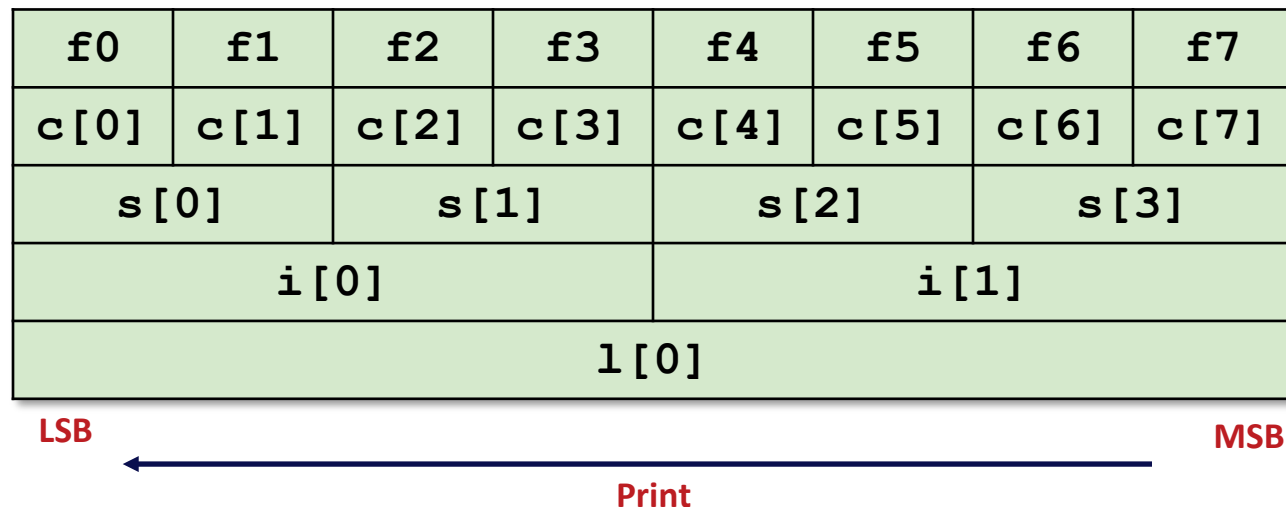 f0 f1 f2 f3 f4 f5 f6 f7
c[0] c[1] c[2] c[3] c[4] c[5] c[6] c[7]
s[0] s[1] s[2] s[3]
i[0] i[1]
l[0]
LSB MSB
Print